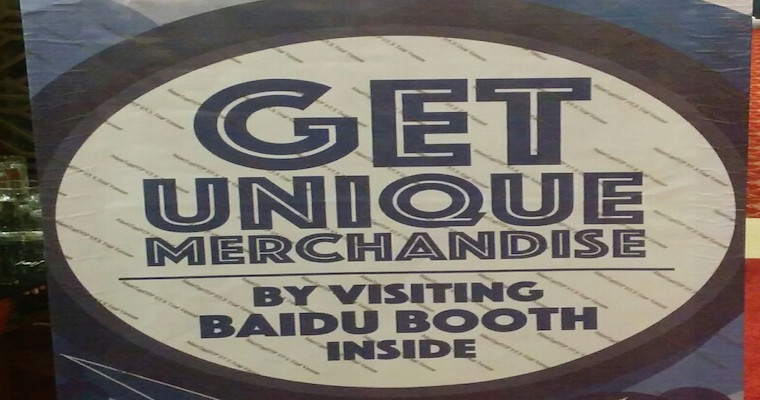 GET
UNIQUE
MERCHANDISE
BY VISITING
BAIDU BOOTH
INSIDE